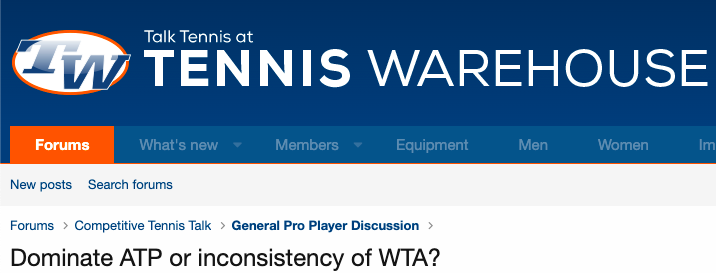 Talk Tennis at
TW TENNIS WAREHOUSE
Forums What's new Members Equipment Men Women Im
New posts Search forums
Forums Competitive Tennis Talk General Pro Player Discussion
Dominate ATP or inconsistency of WTA?